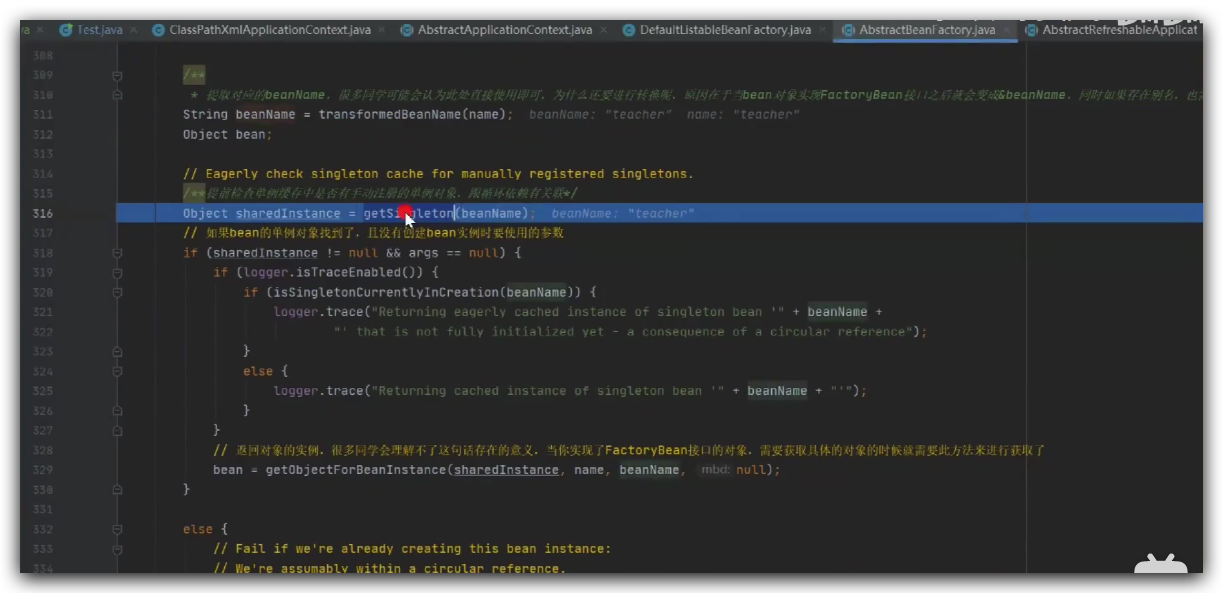 Test.java × ClassPathXmlApplicationContext.java × AbstractApplicationContext.java × DefaultListableBeanFactory.java × AbstractBeanFactory.java × AbstractRefreshableApplicat
308
309 /**
310 * 提取对应的beanName，很多同学可能会认为此处直接使用即可，为什么还要进行转换呢，原因在于当bean对象实现FactoryBean接口之后就会变成&beanName，同时如果存在别名，也
311 String beanName = transformedBeanName(name); beanName: "teacher" name: "teacher"
312 Object bean;
313
314 // Eagerly check singleton cache for manually registered singletons.
315 /**提前检查单例缓存中是否有手动注册的单例对象，跟循环依赖有关联*/
316 Object sharedInstance = getSingleton(beanName); beanName: "teacher"
317 // 如果bean的单例对象找到了，且没有创建bean实例时要使用的参数
318 if (sharedInstance != null && args == null) {
319 if (logger.isTraceEnabled()) {
320 if (isSingletonCurrentlyInCreation(beanName)) {
321 logger.trace("Returning eagerly cached instance of singleton bean '" + beanName +
322 "' that is not fully initialized yet - a consequence of a circular reference");
323 }
324 else {
325 logger.trace("Returning cached instance of singleton bean '" + beanName + "'");
326 }
327 }
328 // 返回对象的实例，很多同学会理解不了这句话存在的意义，当你实现了FactoryBean接口的对象，需要获取具体的对象的时候就需要此方法来进行获取了
329 bean = getObjectForBeanInstance(sharedInstance, name, beanName, mbd: null);
330 }
331
332 else {
333 // Fail if we're already creating this bean instance:
334 // We're assumably within a circular reference.